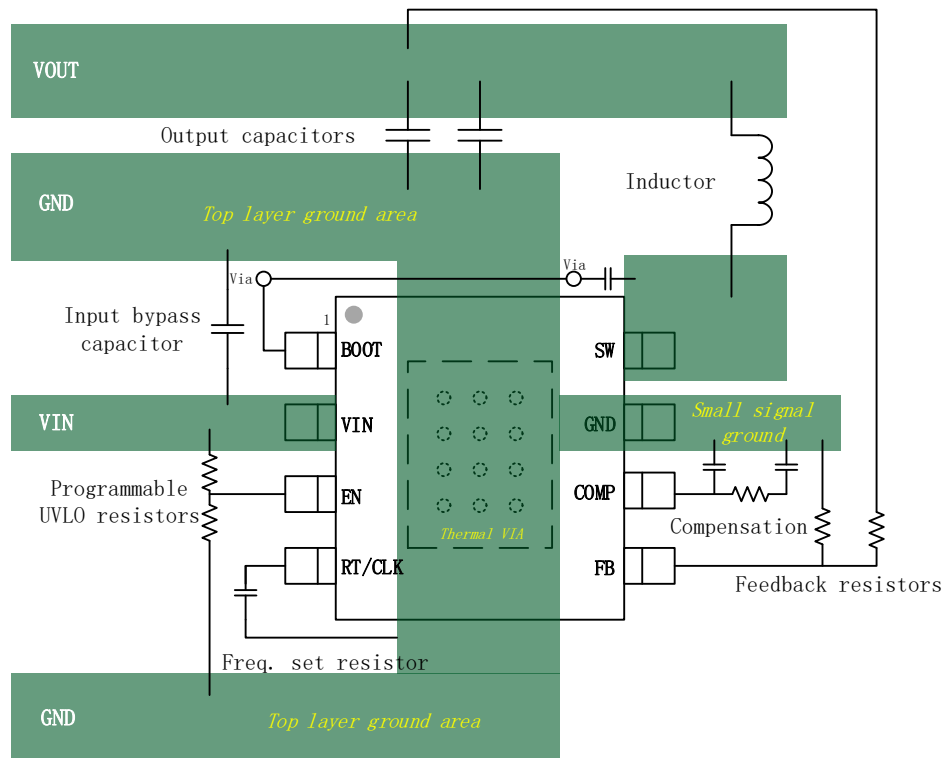 VOUT
Output capacitors
Inductor
GND
Top layer ground area
Via
Via
Input bypass
capacitor
1
BOOT
SW
VIN
VIN
GND
Small signal
ground
Programmable
UVLO resistors
EN
COMP
Compensation
Thermal VIA
RT/CLK
FB
Feedback resistors
Freq. set resistor
GND
Top layer ground area